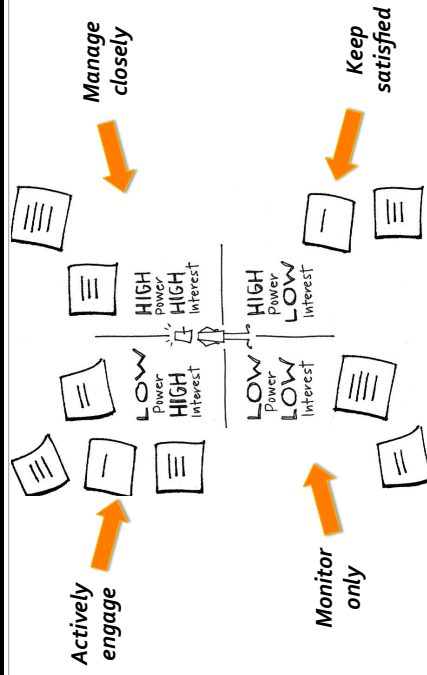 Monitor
only
Actively
engage
LOW
Power
LOW
Interest
LOW
Power
HIGH
Interest
HIGH
Power
LOW
Interest
HIGH
Power
HIGH
Interest
Keep
satisfied
Manage
closely